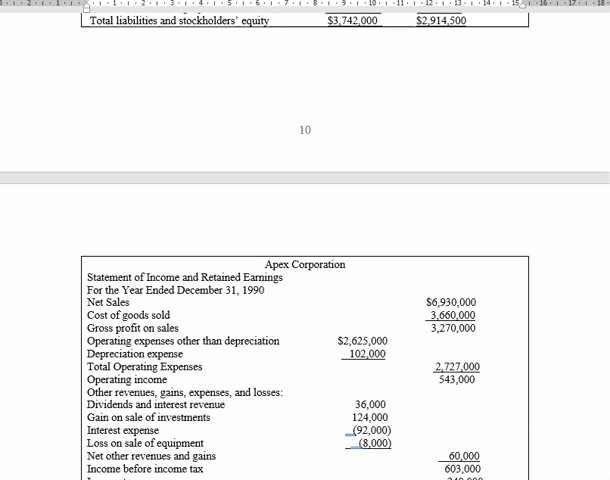 Total liabilities and stockholders' equity $3,742,000 $2,914,500
10
Apex Corporation
Statement of Income and Retained Earnings
For the Year Ended December 31, 1990
Net Sales $6,930,000
Cost of goods sold 3,660,000
Gross profit on sales 3,270,000
Operating expenses other than depreciation $2,625,000
Depreciation expense 102,000
Total Operating Expenses 2,727,000
Operating income 543,000
Other revenues, gains, expenses, and losses:
Dividends and interest revenue 36,000
Gain on sale of investments 124,000
Interest expense (92,000)
Loss on sale of equipment (8,000)
Net other revenues and gains 60,000
Income before income tax 603,000